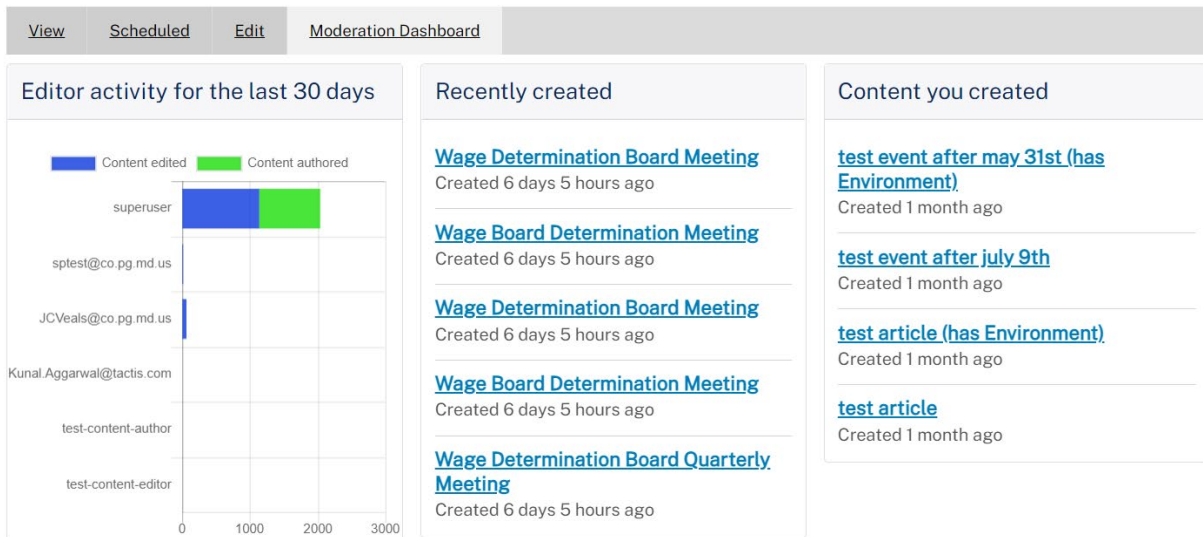 View Scheduled Edit Moderation Dashboard
Editor activity for the last 30 days
Content edited Content authored
superuser
sptest@co.pg.md.us
JCVeals@co.pg.md.us
Kunal.Aggarwal@tactis.com
test-content-author
test-content-editor
0 1000 2000 3000
Recently created
Wage Determination Board Meeting
Created 6 days 5 hours ago
Wage Board Determination Meeting
Created 6 days 5 hours ago
Wage Determination Board Meeting
Created 6 days 5 hours ago
Wage Board Determination Meeting
Created 6 days 5 hours ago
Wage Determination Board Quarterly
Meeting
Created 6 days 5 hours ago
Content you created
test event after may 31st (has
Environment)
Created 1 month ago
test event after july 9th
Created 1 month ago
test article (has Environment)
Created 1 month ago
test article
Created 1 month ago